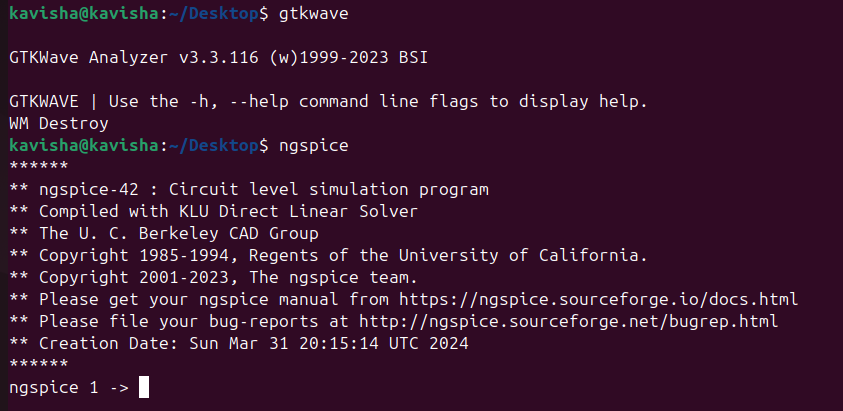 kavisha@kavisha:~/Desktop$ gtkwave
GTKWave Analyzer v3.3.116 (w)1999-2023 BSI
GTKWAVE | Use the -h, --help command line flags to display help.
WM Destroy
kavisha@kavisha:~/Desktop$ ngspice
******
** ngspice-42 : Circuit level simulation program
** Compiled with KLU Direct Linear Solver
** The U. C. Berkeley CAD Group
** Copyright 1985-1994, Regents of the University of California.
** Copyright 2001-2023, The ngspice team.
** Please get your ngspice manual from https://ngspice.sourceforge.io/docs.html
** Please file your bug-reports at http://ngspice.sourceforge.net/bugrep.html
** Creation Date: Sun Mar 31 20:15:14 UTC 2024
******
ngspice 1 ->